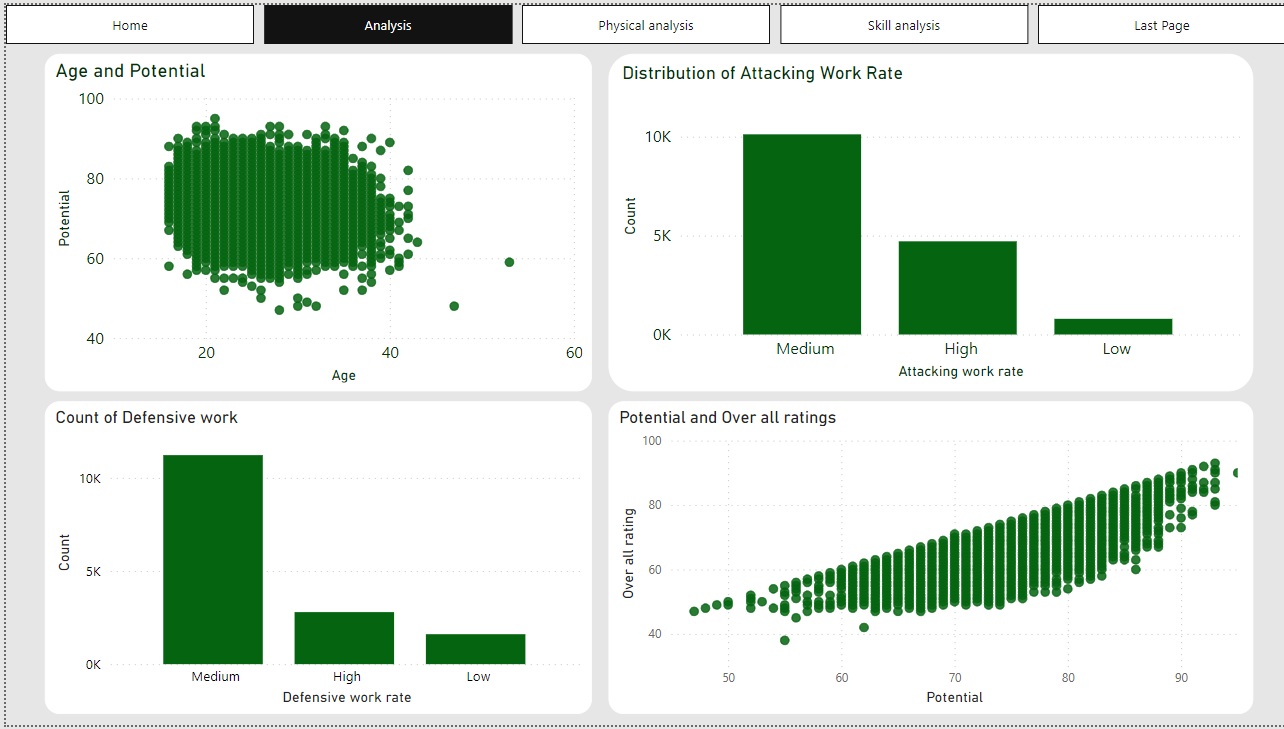 Home
Analysis
Physical analysis
Skill analysis
Last Page
Age and Potential
100
80
60
40
Potential
20
40
60
Age
Distribution of Attacking Work Rate
10K
5K
0K
Count
Medium
High
Low
Attacking work rate
Count of Defensive work
10K
5K
0K
Count
Medium
High
Low
Defensive work rate
Potential and Over all ratings
100
80
60
40
Over all rating
50
60
70
80
90
Potential